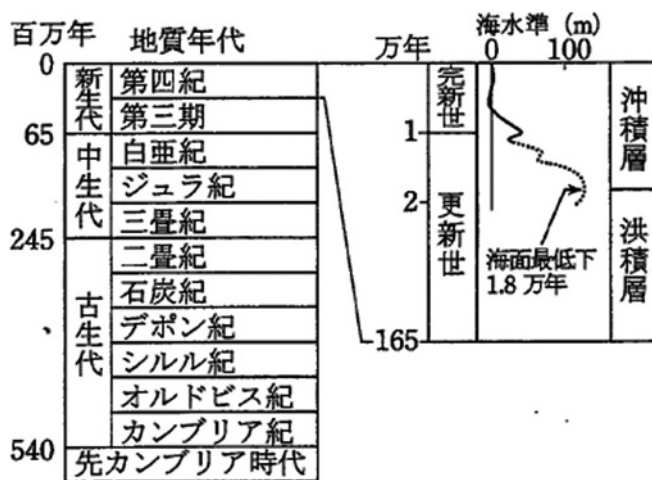 百万年
地質年代
0
65
245
540
新生代
中生代
古生代
第四紀
第三期
白亜紀
ジュラ紀
三畳紀
二畳紀
石炭紀
デポン紀
シルル紀
オルドビス紀
カンブリア紀
先カンブリア時代
万年
1
2
165
完新世
更新世
海水準 (m)
0 100
海面最低下
1.8 万年
沖積層
洪積層